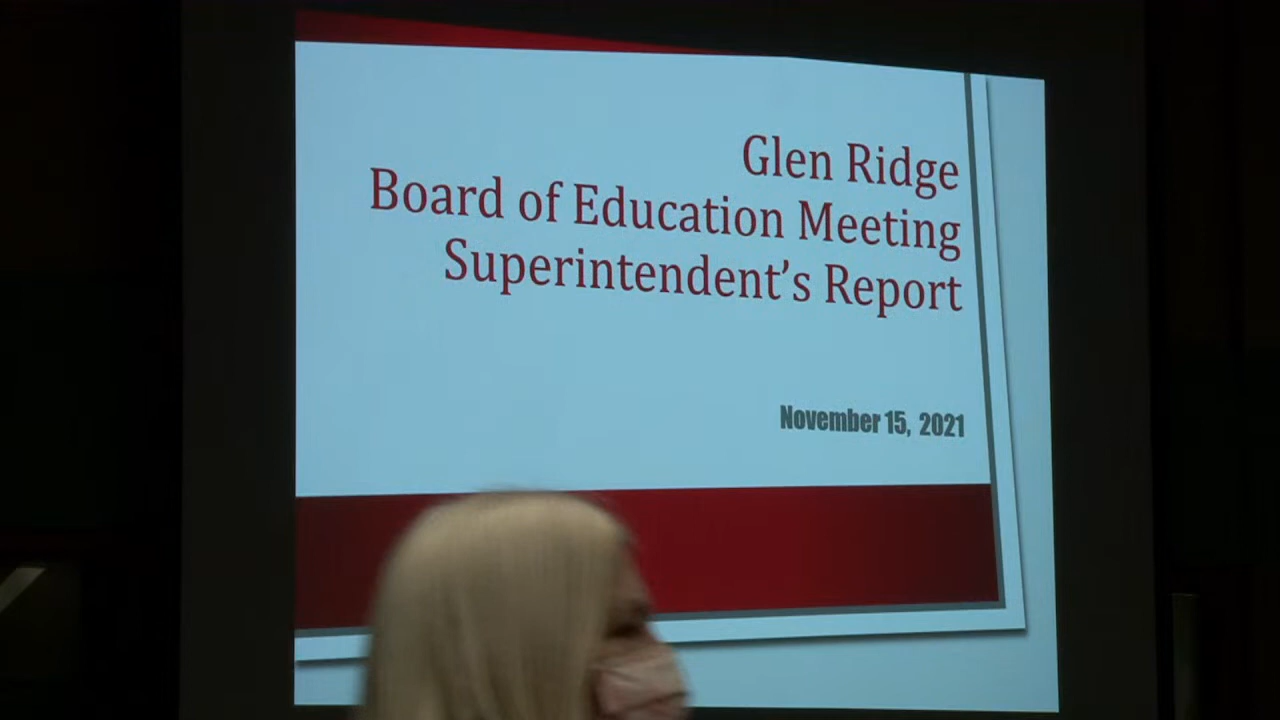 Glen Ridge
Board of Education Meeting
Superintendent's Report
November 15, 2021